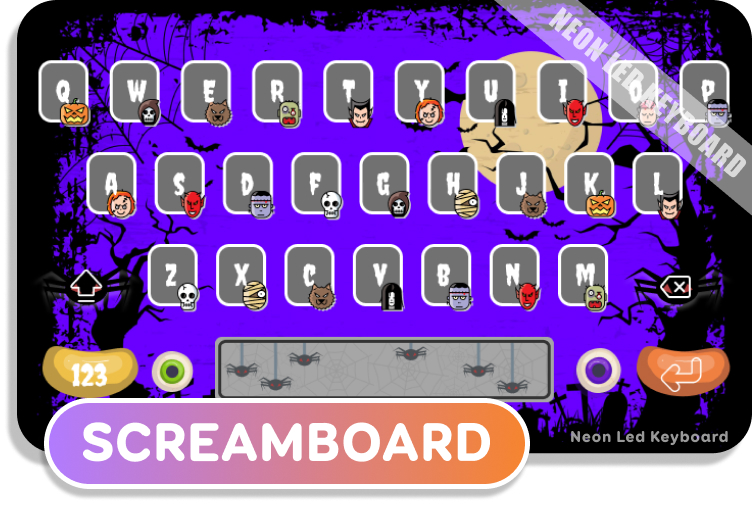 NEON LED KEYBOARD
Q W E R T Y U I O P
A S D F G H J K L
Z X C V B N M
123
SCREAMBOARD
Neon Led Keyboard